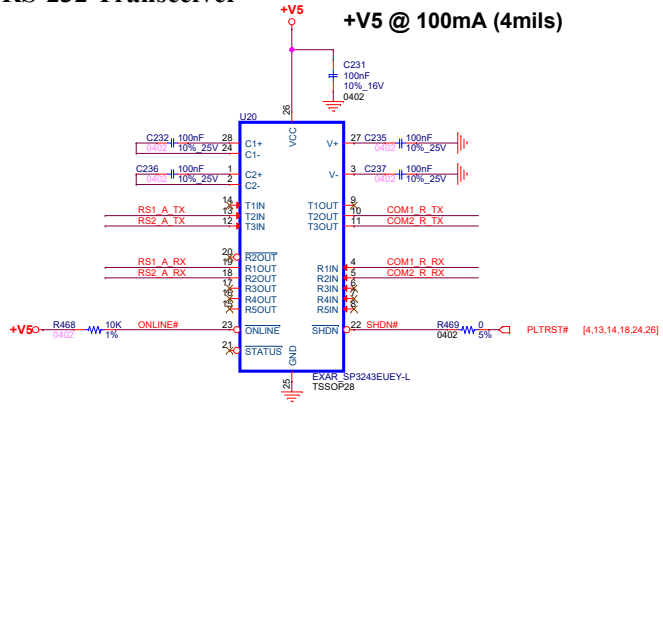 RS-232 Transceiver
+V5
+V5 @ 100mA (4mils)
C231
100nF
10%_16V
0402
26
U20
VCC
C232 100nF 28 C1+ V+ 27 C235 100nF
0402 10%_25V 24 C1- 0402 10%_25V
C236 100nF 1 C2+ V- 3 C237 100nF
0402 10%_25V 2 C2- 0402 10%_25V
14 T1IN T1OUT 9
RS1_A_TX 13 T2IN T2OUT 10 COM1_R_TX
RS2_A_TX 12 T3IN T3OUT 11 COM2_R_TX
20 R2OUT
RS1_A_RX 19 R1OUT R1IN 4 COM1_R_RX
RS2_A_RX 18 R2OUT R2IN 5 COM2_R_RX
17 R3OUT R3IN 6
16 R4OUT R4IN 7
15 R5OUT R5IN 8
+V5 R468 10K ONLINE# 23 ONLINE SHDN 22 SHDN# R469 0 PLTRST# [4,13,14,18,24,26]
0402 1% 0402 5%
21 STATUS
GND
25
EXAR_SP3243EUEY-L
TSSOP28